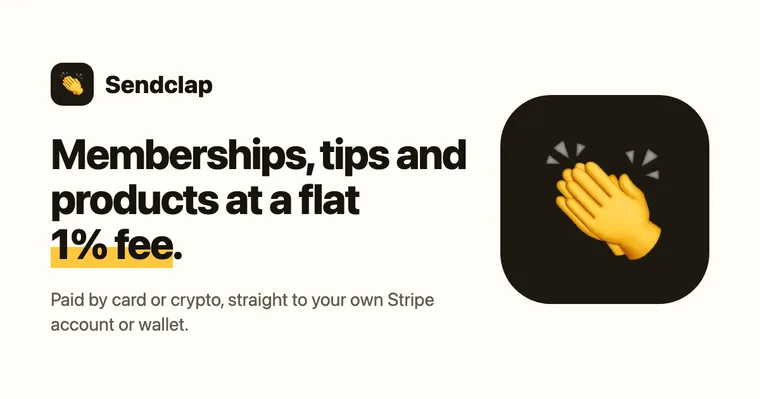 Sendclap
Memberships, tips and
products at a flat
1% fee.
Paid by card or crypto, straight to your own Stripe
account or wallet.